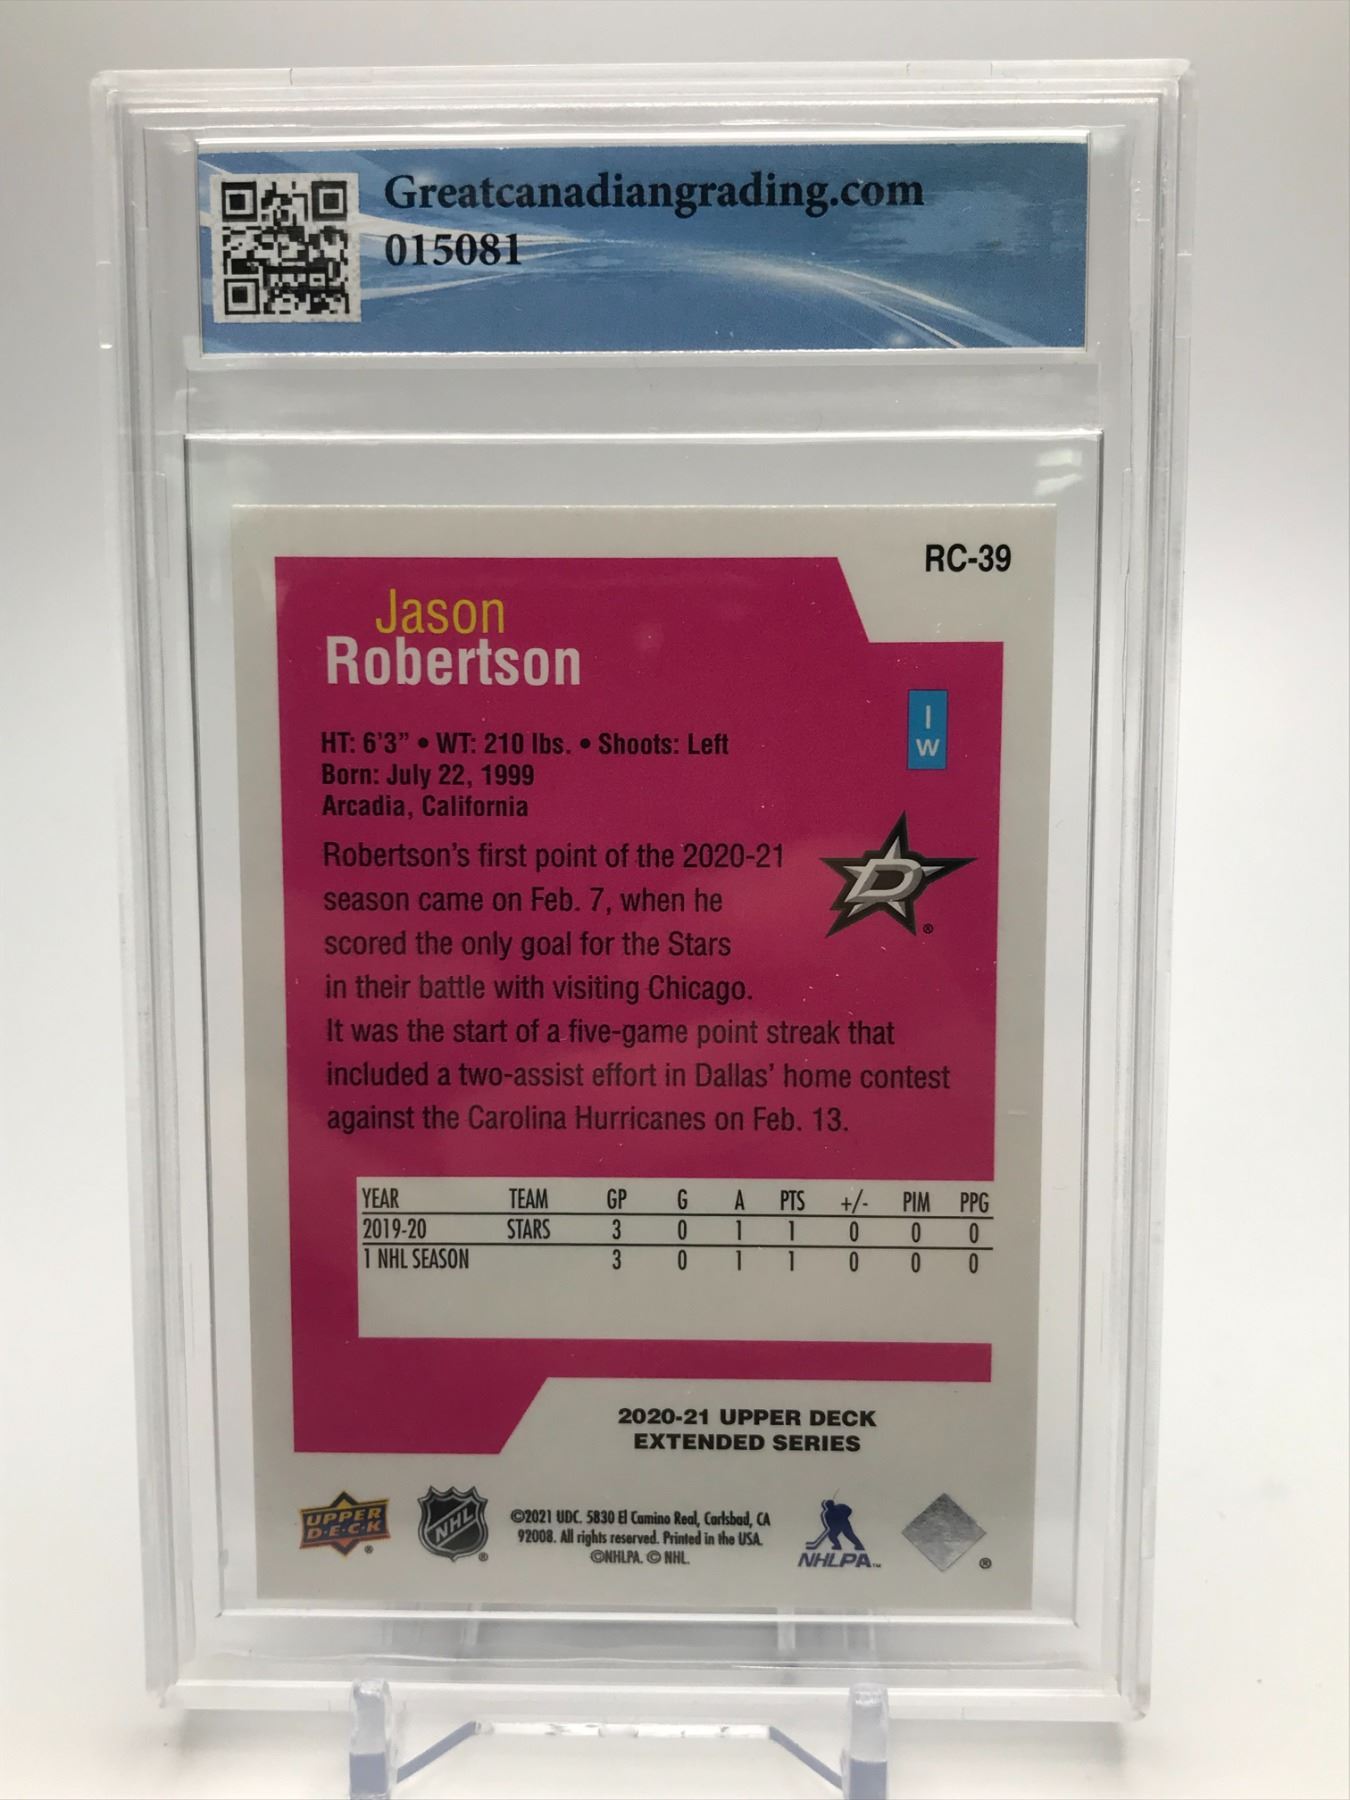 Greatcanadiangrading.com
015081
RC-39
Jason
Robertson
I
W
HT: 6'3" • WT: 210 lbs. • Shoots: Left
Born: July 22, 1999
Arcadia, California
Robertson's first point of the 2020-21
season came on Feb. 7, when he
scored the only goal for the Stars
in their battle with visiting Chicago.
It was the start of a five-game point streak that
included a two-assist effort in Dallas' home contest
against the Carolina Hurricanes on Feb. 13.
D
®
YEAR TEAM GP G A PTS +/- PIM PPG
2019-20 STARS 3 0 1 1 0 0 0
1 NHL SEASON 3 0 1 1 0 0 0
2020-21 UPPER DECK
EXTENDED SERIES
UPPER
D·E·C·K
®
NHL
®
©2021 UDC. 5830 El Camino Real, Carlsbad, CA
92008. All rights reserved. Printed in the USA.
©NHLPA. © NHL.
NHLPA™
®